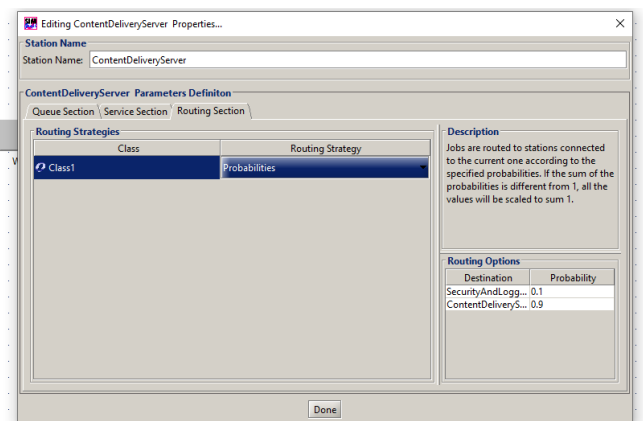 Editing ContentDeliveryServer Properties...
Station Name
Station Name: ContentDeliveryServer
ContentDeliveryServer Parameters Definiton
Queue Section Service Section Routing Section
Routing Strategies
Class Routing Strategy
Class1 Probabilities
Description
Jobs are routed to stations connected
to the current one according to the
specified probabilities. If the sum of the
probabilities is different from 1, all the
values will be scaled to sum 1.
Routing Options
Destination Probability
SecurityAndLogg... 0.1
ContentDeliveryS... 0.9
Done